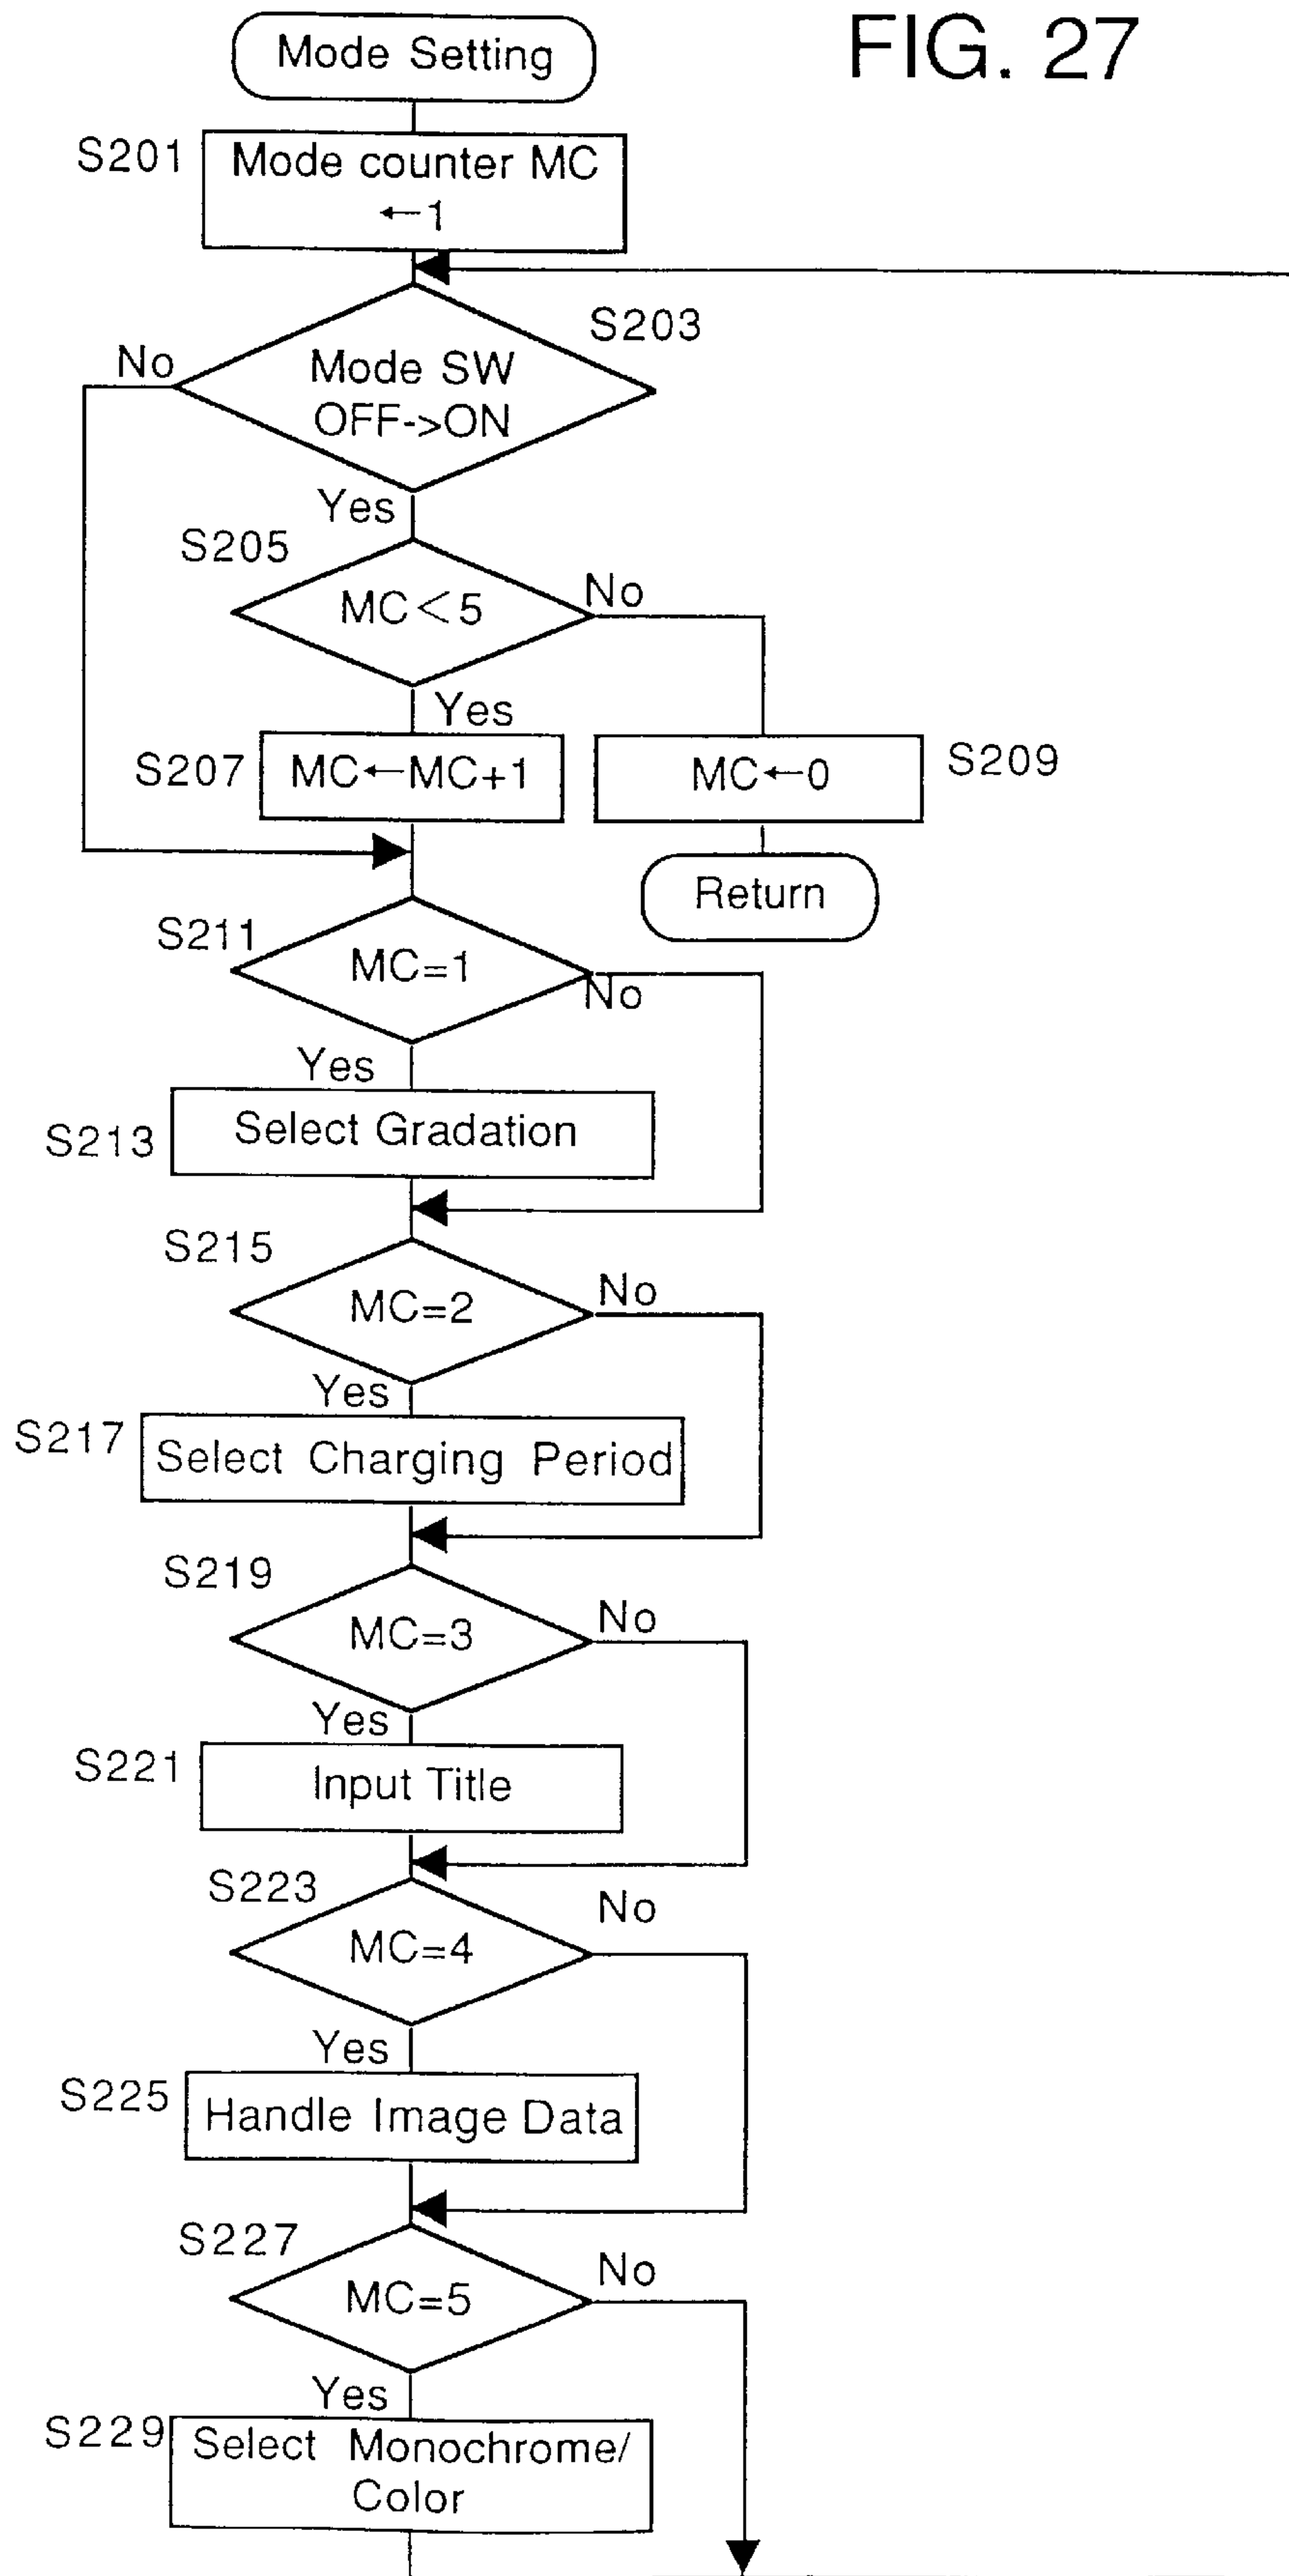 FIG. 27
Mode Setting
S201
Mode counter MC
←1
S203
No
Mode SW
OFF->ON
Yes
S205
MC<5
No
Yes
S207
MC←MC+1
MC←0
S209
Return
S211
MC=1
No
Yes
S213
Select Gradation
S215
MC=2
No
Yes
S217
Select Charging Period
S219
MC=3
No
Yes
S221
Input Title
S223
MC=4
No
Yes
S225
Handle Image Data
S227
MC=5
No
Yes
S229
Select Monochrome/
Color